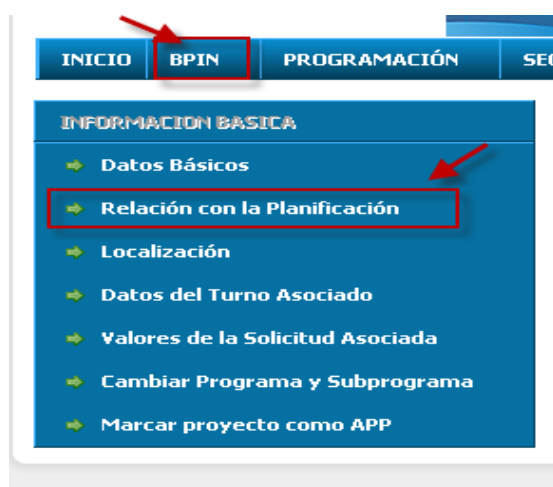 INICIO BPIN PROGRAMACIÓN SE
INFORMACION BASICA
Datos Básicos
Relación con la Planificación
Localización
Datos del Turno Asociado
Valores de la Solicitud Asociada
Cambiar Programa y Subprograma
Marcar proyecto como APP